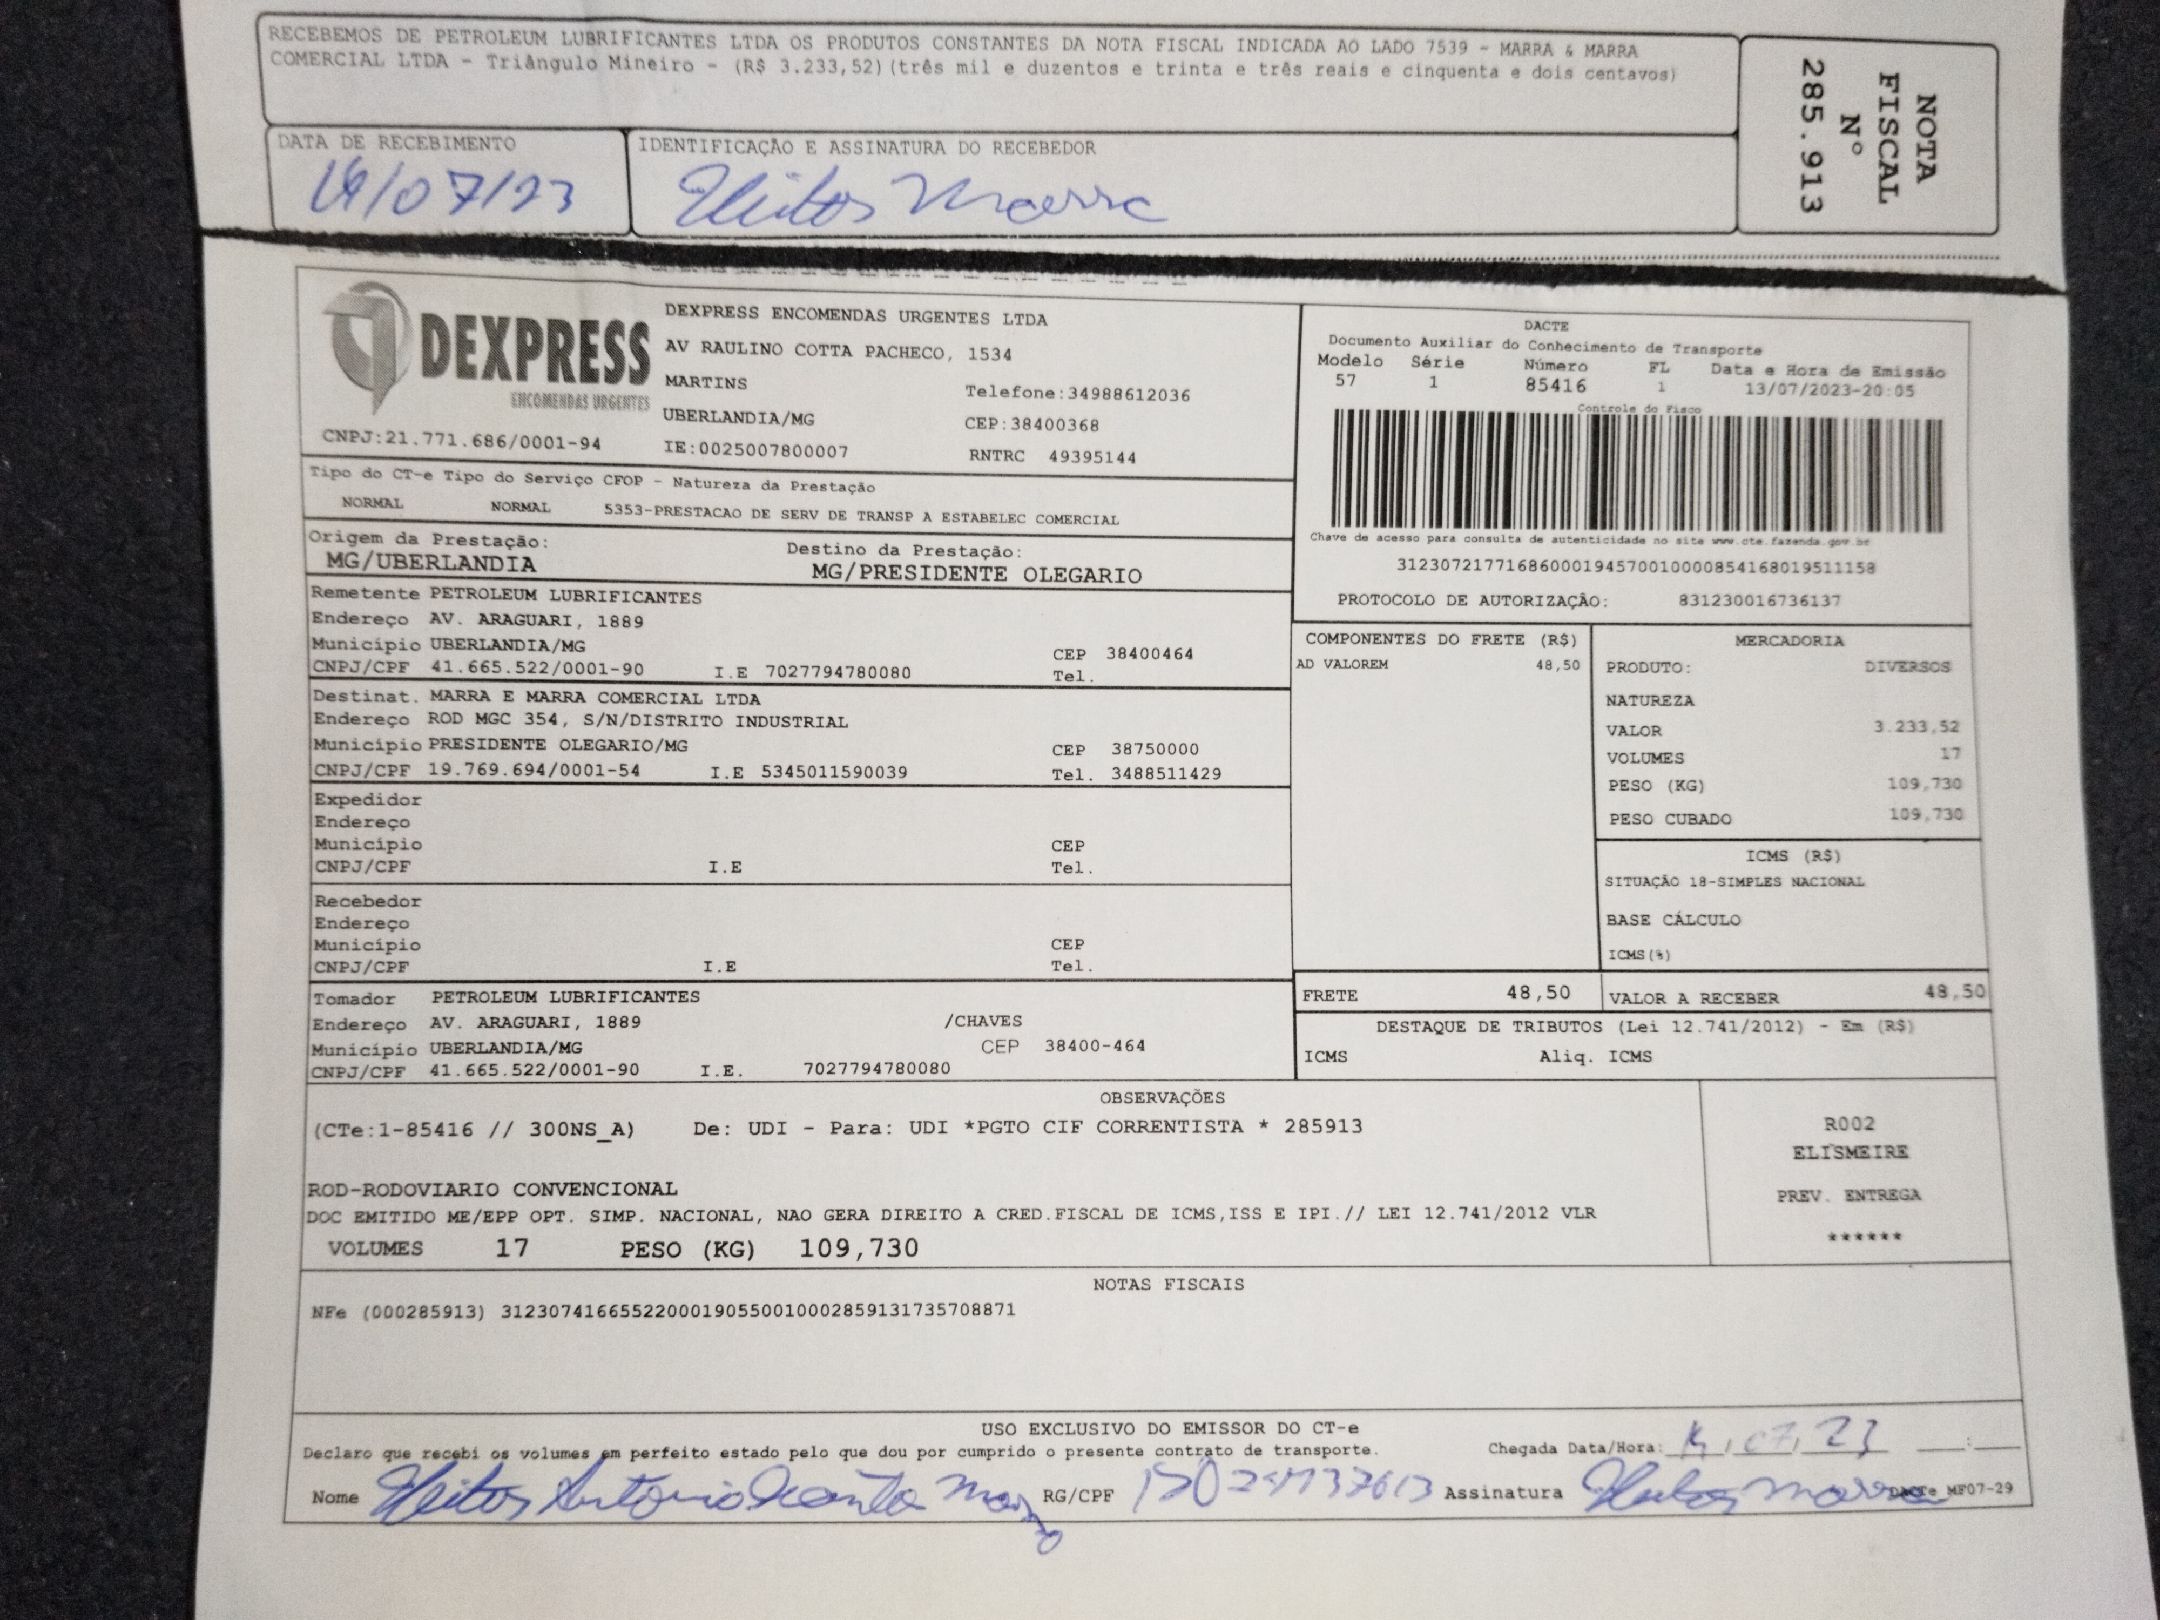 RECEBEMOS DE PETROLEUM LUBRIFICANTES LTDA OS PRODUTOS CONSTANTES DA NOTA FISCAL INDICADA AO LADO 7539 - MARRA & MARRA
COMERCIAL LTDA - Triângulo Mineiro - (R$ 3.233,52)(três mil e duzentos e trinta e três reais e cinquenta e dois centavos)
NOTA
FISCAL
Nº
285.913
DATA DE RECEBIMENTO
14/07/23
IDENTIFICAÇÃO E ASSINATURA DO RECEBEDOR
Heitor Marra
DEXPRESS
ENCOMENDAS URGENTES
CNPJ:21.771.686/0001-94
DEXPRESS ENCOMENDAS URGENTES LTDA
AV RAULINO COTTA PACHECO, 1534
MARTINS Telefone:34988612036
UBERLANDIA/MG CEP:38400368
IE:0025007800007 RNTRC 49395144
DACTE
Documento Auxiliar do Conhecimento de Transporte
Modelo Série Número FL Data e Hora de Emissão
57 1 85416 1 13/07/2023-20:05
Controle do Fisco
Chave de acesso para consulta de autenticidade no site www.cte.fazenda.gov.br
31230721771686000194570010000854168019511158
PROTOCOLO DE AUTORIZAÇÃO: 831230016736137
Tipo do CT-e Tipo do Serviço CFOP - Natureza da Prestação
NORMAL NORMAL 5353-PRESTACAO DE SERV DE TRANSP A ESTABELEC COMERCIAL
Origem da Prestação: Destino da Prestação:
MG/UBERLANDIA MG/PRESIDENTE OLEGARIO
Remetente PETROLEUM LUBRIFICANTES
Endereço AV. ARAGUARI, 1889
Município UBERLANDIA/MG CEP 38400464
CNPJ/CPF 41.665.522/0001-90 I.E 7027794780080 Tel.
Destinat. MARRA E MARRA COMERCIAL LTDA
Endereço ROD MGC 354, S/N/DISTRITO INDUSTRIAL
Município PRESIDENTE OLEGARIO/MG CEP 38750000
CNPJ/CPF 19.769.694/0001-54 I.E 5345011590039 Tel. 3488511429
Expedidor
Endereço
Município CEP
CNPJ/CPF I.E Tel.
Recebedor
Endereço
Município CEP
CNPJ/CPF I.E Tel.
Tomador PETROLEUM LUBRIFICANTES
Endereço AV. ARAGUARI, 1889 /CHAVES
Município UBERLANDIA/MG CEP 38400-464
CNPJ/CPF 41.665.522/0001-90 I.E. 7027794780080
COMPONENTES DO FRETE (R$)
AD VALOREM 48,50
MERCADORIA
PRODUTO: DIVERSOS
NATUREZA
VALOR 3.233,52
VOLUMES 17
PESO (KG) 109,730
PESO CUBADO 109,730
ICMS (R$)
SITUAÇÃO 18-SIMPLES NACIONAL
BASE CÁLCULO
ICMS(%)
FRETE 48,50 VALOR A RECEBER 48,50
DESTAQUE DE TRIBUTOS (Lei 12.741/2012) - Em (R$)
ICMS Aliq. ICMS
OBSERVAÇÕES
(CTe:1-85416 // 300NS_A) De: UDI - Para: UDI *PGTO CIF CORRENTISTA * 285913
ROD-RODOVIARIO CONVENCIONAL
DOC EMITIDO ME/EPP OPT. SIMP. NACIONAL, NAO GERA DIREITO A CRED.FISCAL DE ICMS,ISS E IPI.// LEI 12.741/2012 VLR
VOLUMES 17 PESO (KG) 109,730
R002
ELISMEIRE
PREV. ENTREGA
******
NOTAS FISCAIS
NFe (000285913) 31230741665522000190550010002859131735708871
USO EXCLUSIVO DO EMISSOR DO CT-e
Declaro que recebi os volumes em perfeito estado pelo que dou por cumprido o presente contrato de transporte. Chegada Data/Hora: 14/07/23 __:__
Nome Heitor Antonio RG/CPF Assinatura Heitor Marra DACTe MF07-29